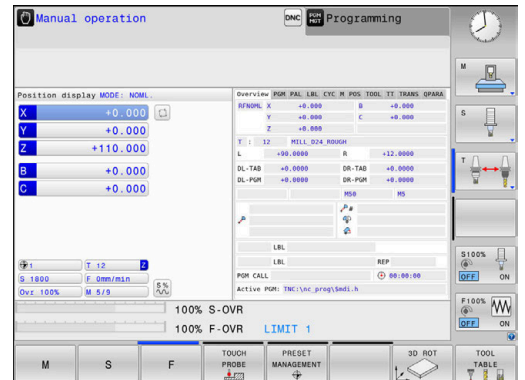 Manual operation
DNC
PGM
MGT
Programming
Position display MODE: NOML.
X +0.000
Y +0.000
Z +110.000
B +0.000
C +0.000
1
T 12 Z
S 1800 F 0mm/min
Ovr 100% M 5/9
S %
Overview PGM PAL LBL CYC M POS TOOL TT TRANS QPARA
RFNOML X +0.000 B +0.000
Y +0.000 C +0.000
Z +0.000
T : 12 MILL_D24_ROUGH
L +90.0000 R +12.0000
DL-TAB +0.0000 DR-TAB +0.0000
DL-PGM +0.0000 DR-PGM +0.0000
M50 M5
LBL
LBL REP
PGM CALL 00:00:00
Active PGM: TNC:\nc_prog\$mdi.h
100% S-OVR
100% F-OVR LIMIT 1
M
S
T
S100%
OFF ON
F100%
OFF ON
M
S
F
TOUCH
PROBE
PRESET
MANAGEMENT
3D ROT
TOOL
TABLE